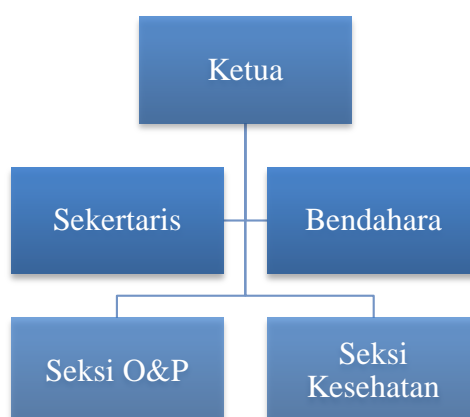 Ketua
Sekertaris
Bendahara
Seksi O&P
Seksi
Kesehatan